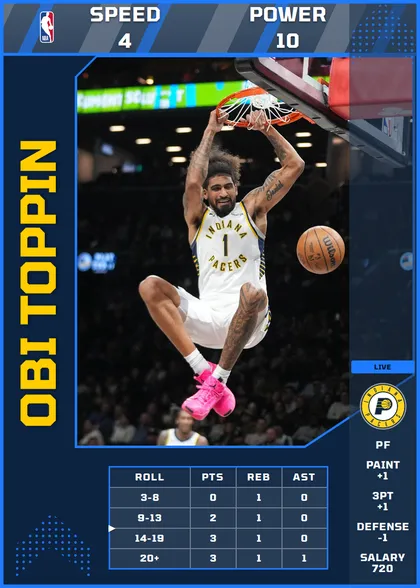 SPEED POWER
4 10
OBI TOPPIN
INDIANA
1
PACERS
Wilson
LIVE
PF
PAINT
+1
3PT
+1
DEFENSE
-1
SALARY
720
ROLL PTS REB AST
3-8 0 1 0
9-13 2 1 0
14-19 3 1 0
20+ 3 1 1